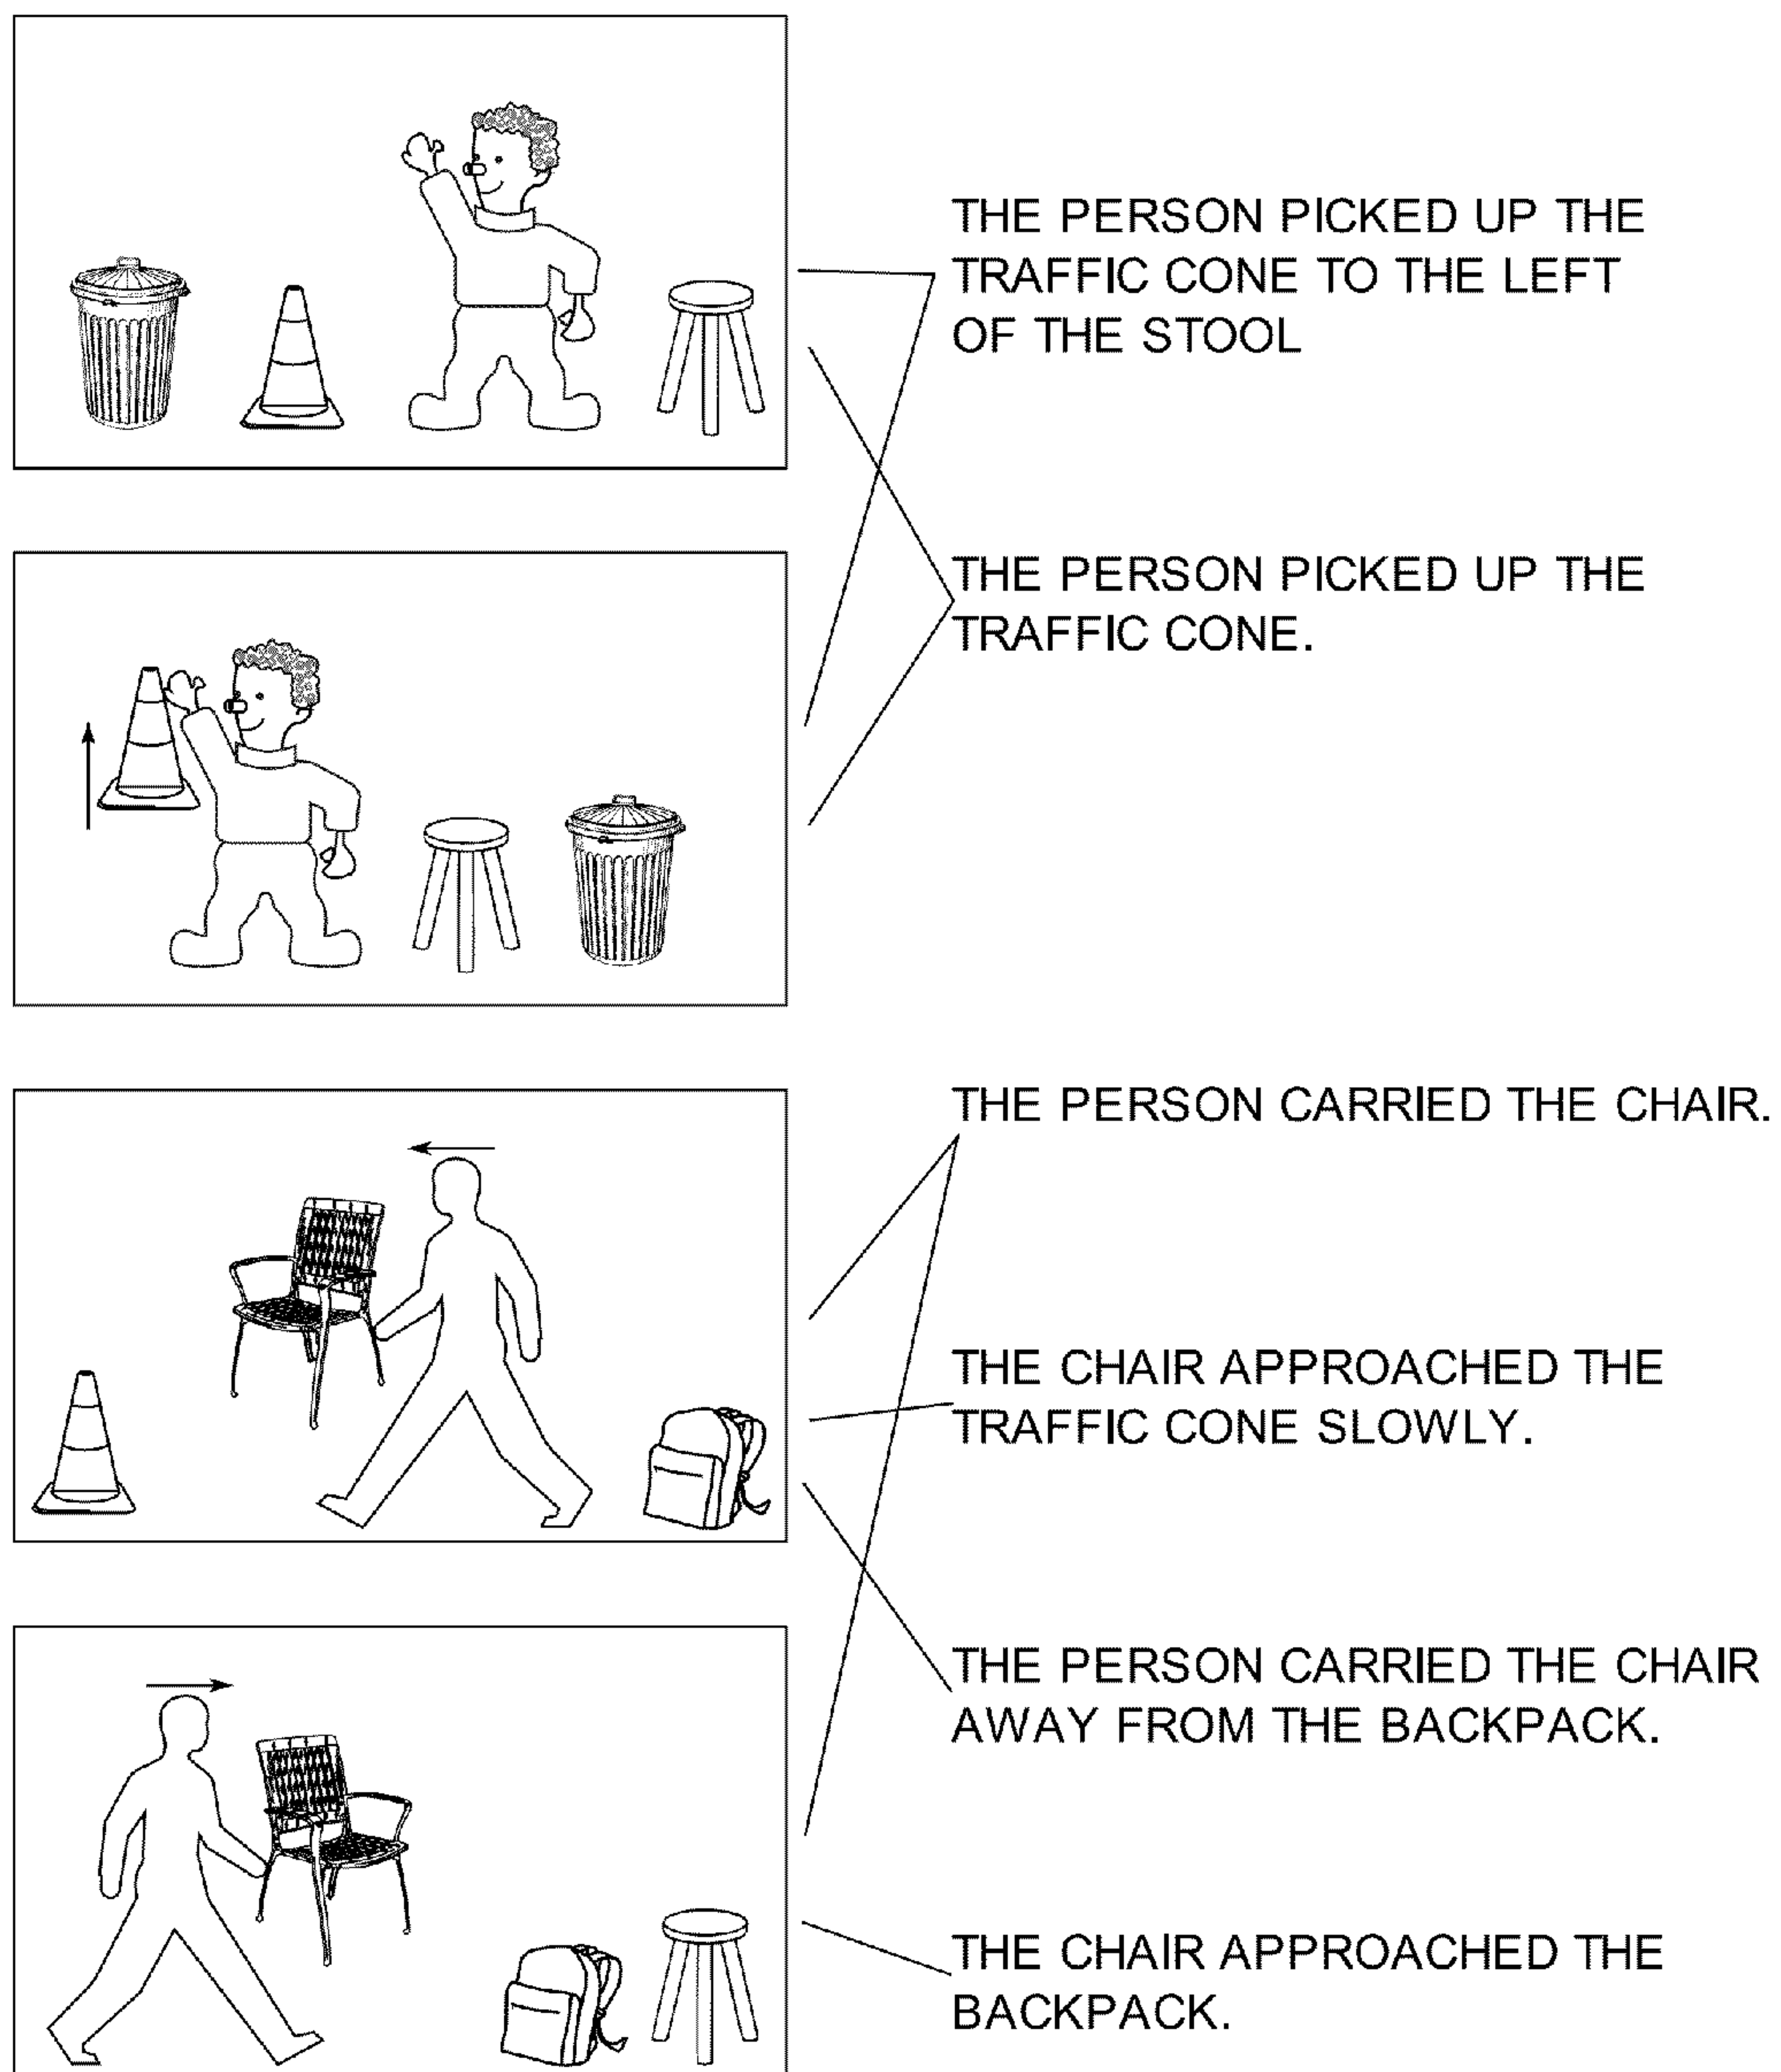 THE PERSON PICKED UP THE
TRAFFIC CONE TO THE LEFT
OF THE STOOL
THE PERSON PICKED UP THE
TRAFFIC CONE.
THE PERSON CARRIED THE CHAIR.
THE CHAIR APPROACHED THE
TRAFFIC CONE SLOWLY.
THE PERSON CARRIED THE CHAIR
AWAY FROM THE BACKPACK.
THE CHAIR APPROACHED THE
BACKPACK.